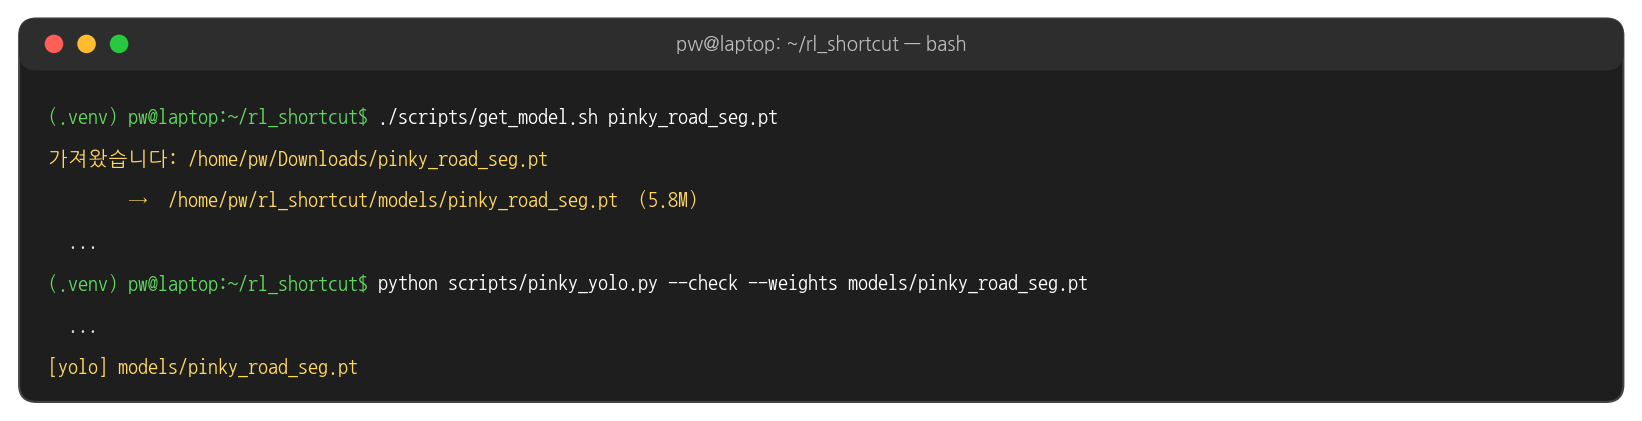 pw@laptop: ~/rl_shortcut — bash
(.venv) pw@laptop:~/rl_shortcut$ ./scripts/get_model.sh pinky_road_seg.pt
가져왔습니다: /home/pw/Downloads/pinky_road_seg.pt
→ /home/pw/rl_shortcut/models/pinky_road_seg.pt (5.8M)
...
(.venv) pw@laptop:~/rl_shortcut$ python scripts/pinky_yolo.py --check --weights models/pinky_road_seg.pt
...
[yolo] models/pinky_road_seg.pt